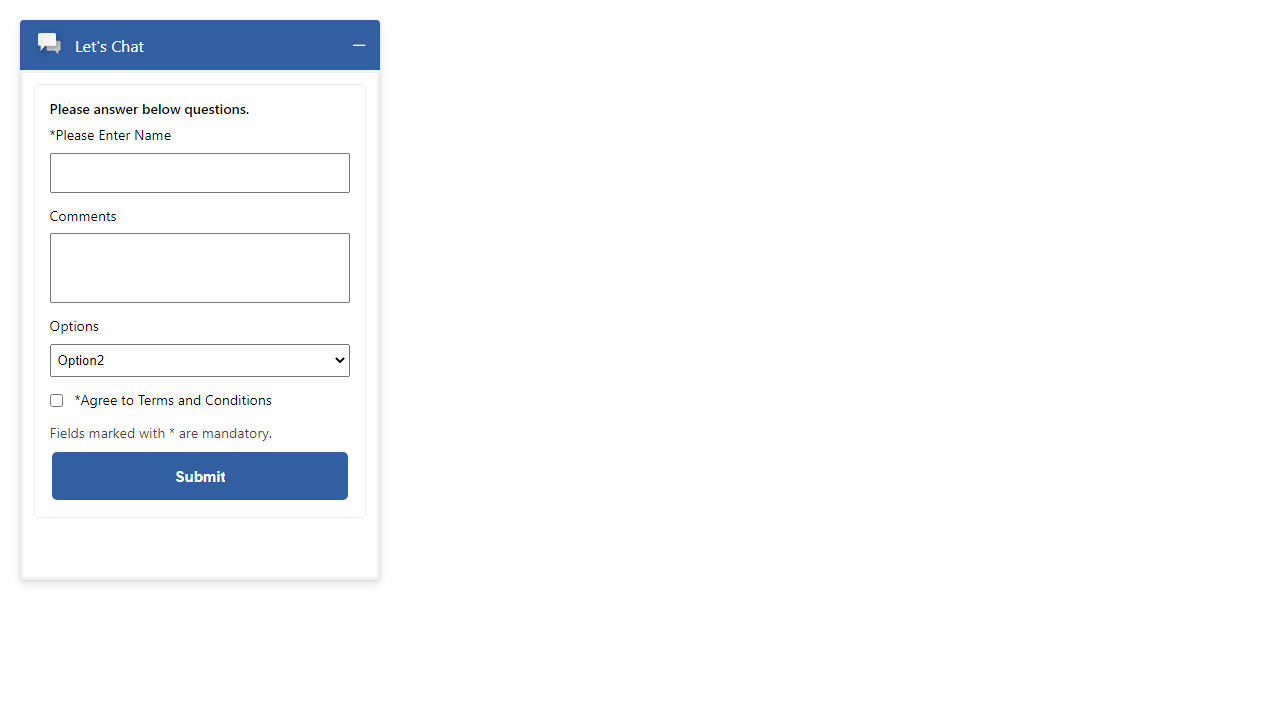 Let's Chat
Please answer below questions.
*Please Enter Name
Comments
Options
Option2
*Agree to Terms and Conditions
Fields marked with * are mandatory.
Submit